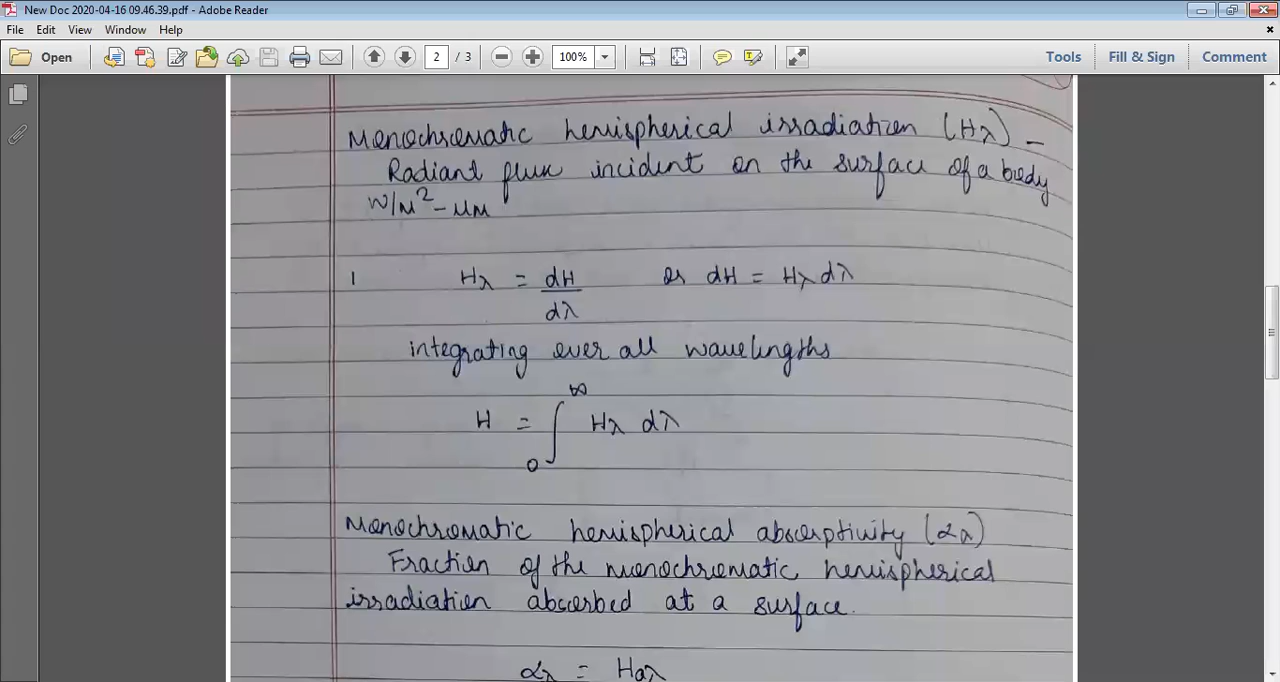 New Doc 2020-04-16 09.46.39.pdf - Adobe Reader
File Edit View Window Help
Open 2 / 3 100% Tools Fill & Sign Comment
Monochromatic hemispherical irradiation (Hλ) -
Radiant flux incident on the surface of a body
W/m² - μm
1 Hλ = dH/dλ or dH = Hλ dλ
integrating over all wavelengths
H = ∫₀^∞ Hλ dλ
Monochromatic hemispherical absorptivity (αλ)
Fraction of the monochromatic hemispherical
irradiation absorbed at a surface.
αλ = Haλ